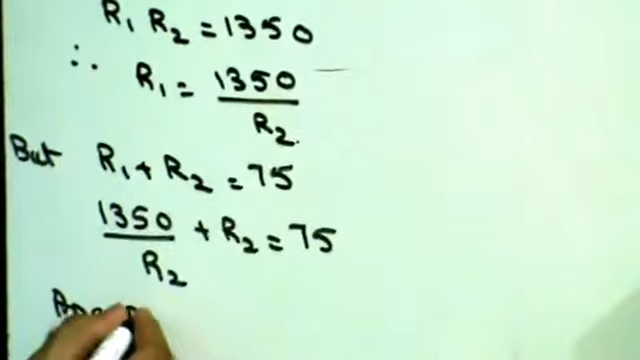 R₁ R₂ = 1350
∴ R₁ = 1350 / R₂
But R₁ + R₂ = 75
1350 / R₂ + R₂ = 75